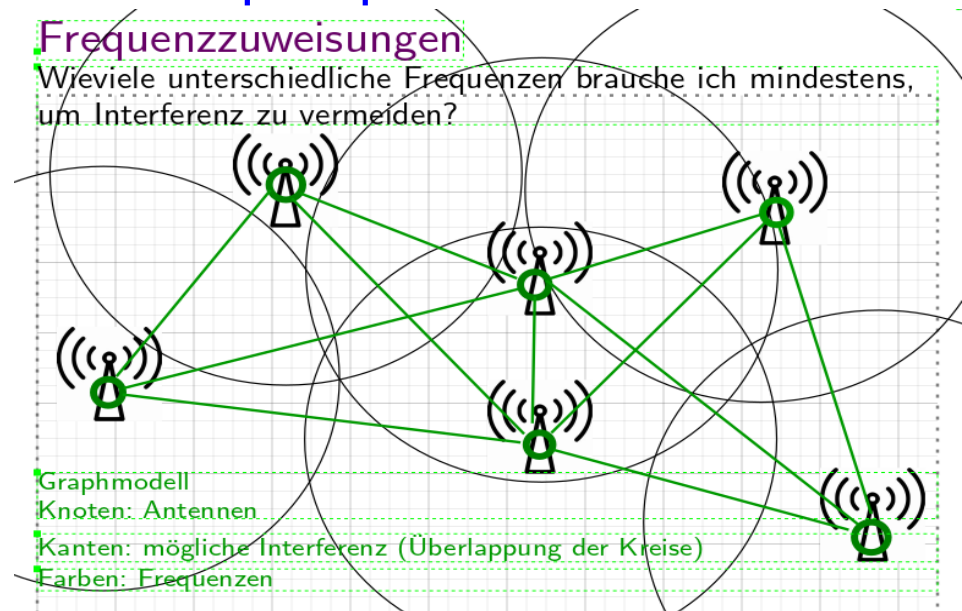 Frequenzzuweisungen
Wieviele unterschiedliche Frequenzen brauche ich mindestens,
um Interferenz zu vermeiden?
Graphmodell
Knoten: Antennen
Kanten: mögliche Interferenz (Überlappung der Kreise)
Farben: Frequenzen